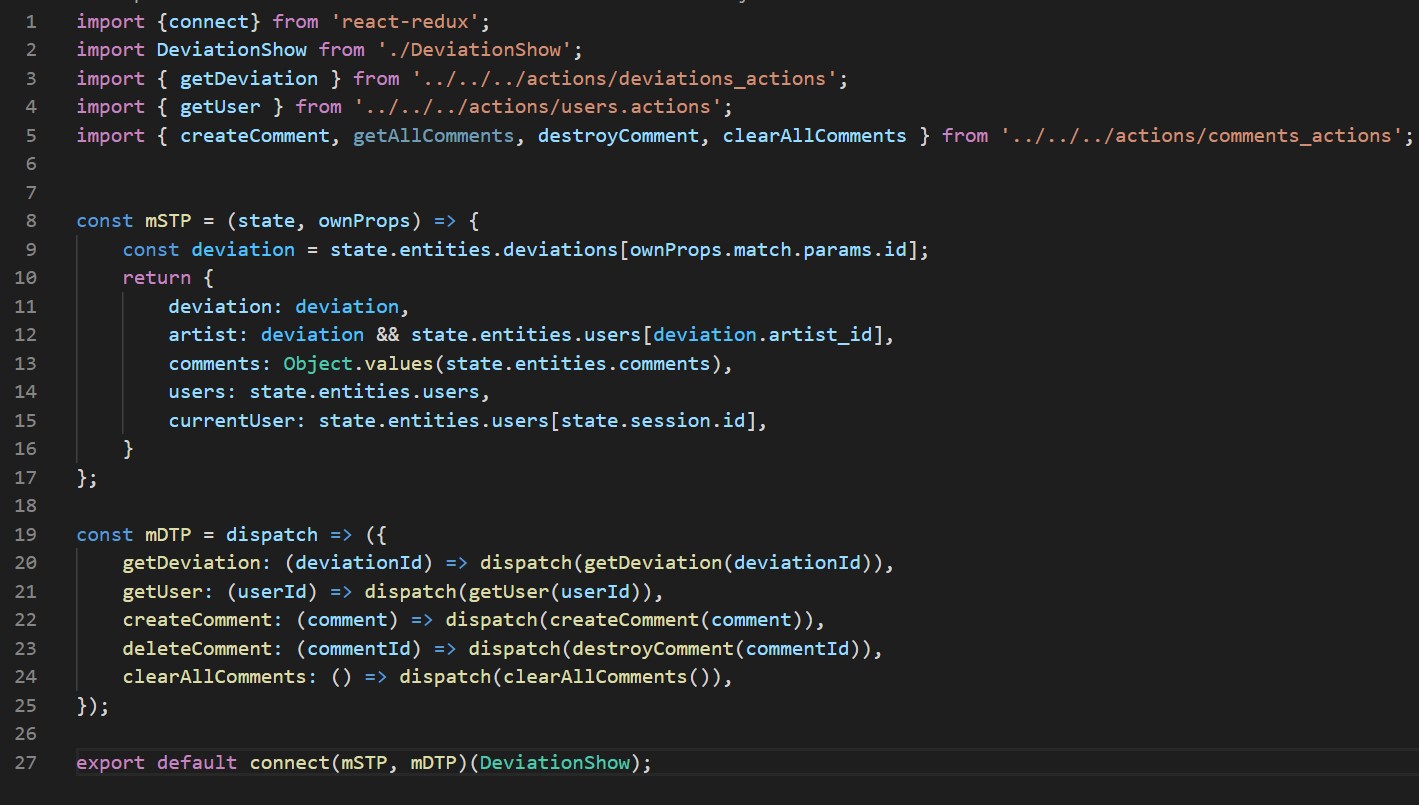 1 import {connect} from 'react-redux';
2 import DeviationShow from './DeviationShow';
3 import { getDeviation } from '../../../actions/deviations_actions';
4 import { getUser } from '../../../actions/users.actions';
5 import { createComment, getAllComments, destroyComment, clearAllComments } from '../../../actions/comments_actions';
6
7
8 const mSTP = (state, ownProps) => {
9     const deviation = state.entities.deviations[ownProps.match.params.id];
10     return {
11         deviation: deviation,
12         artist: deviation && state.entities.users[deviation.artist_id],
13         comments: Object.values(state.entities.comments),
14         users: state.entities.users,
15         currentUser: state.entities.users[state.session.id],
16     }
17 };
18
19 const mDTP = dispatch => ({
20     getDeviation: (deviationId) => dispatch(getDeviation(deviationId)),
21     getUser: (userId) => dispatch(getUser(userId)),
22     createComment: (comment) => dispatch(createComment(comment)),
23     deleteComment: (commentId) => dispatch(destroyComment(commentId)),
24     clearAllComments: () => dispatch(clearAllComments()),
25 });
26
27 export default connect(mSTP, mDTP)(DeviationShow);